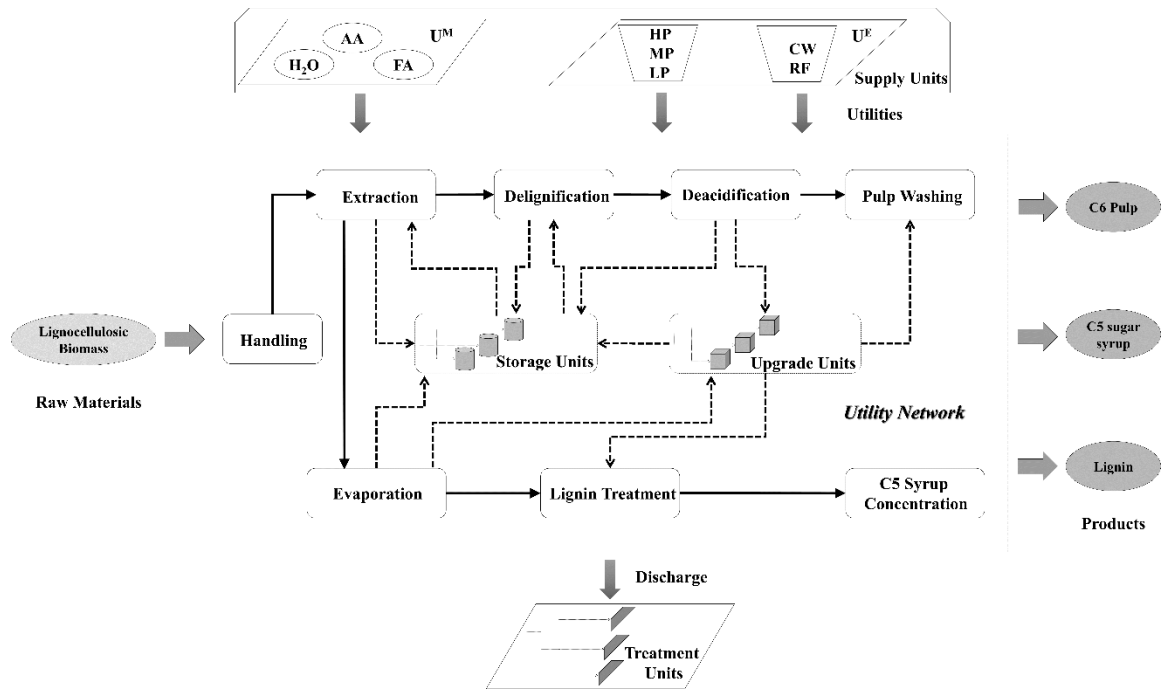 AA
U^M
H₂O
FA
HP
MP
LP
CW
RF
U^E
Supply Units
Utilities
Extraction
Delignification
Deacidification
Pulp Washing
C6 Pulp
Lignocellulosic
Biomass
Handling
Storage Units
Upgrade Units
C5 sugar
syrup
Raw Materials
Utility Network
Evaporation
Lignin Treatment
C5 Syrup
Concentration
Lignin
Products
Discharge
Treatment
Units